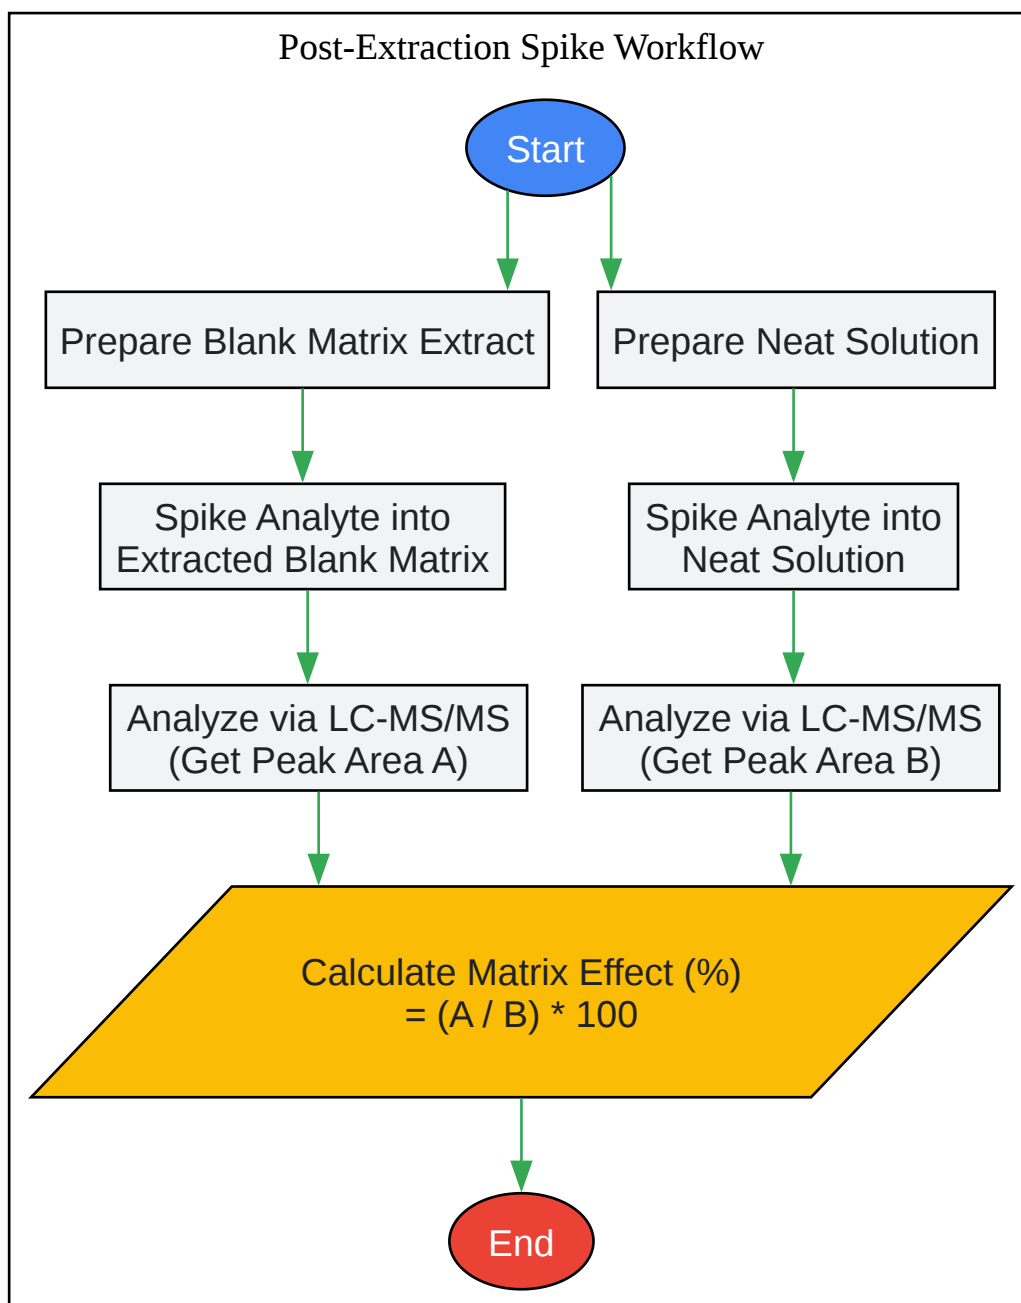 Post-Extraction Spike Workflow
Start
Prepare Blank Matrix Extract
Prepare Neat Solution
Spike Analyte into
Extracted Blank Matrix
Spike Analyte into
Neat Solution
Analyze via LC-MS/MS
(Get Peak Area A)
Analyze via LC-MS/MS
(Get Peak Area B)
Calculate Matrix Effect (%)
= (A / B) * 100
End